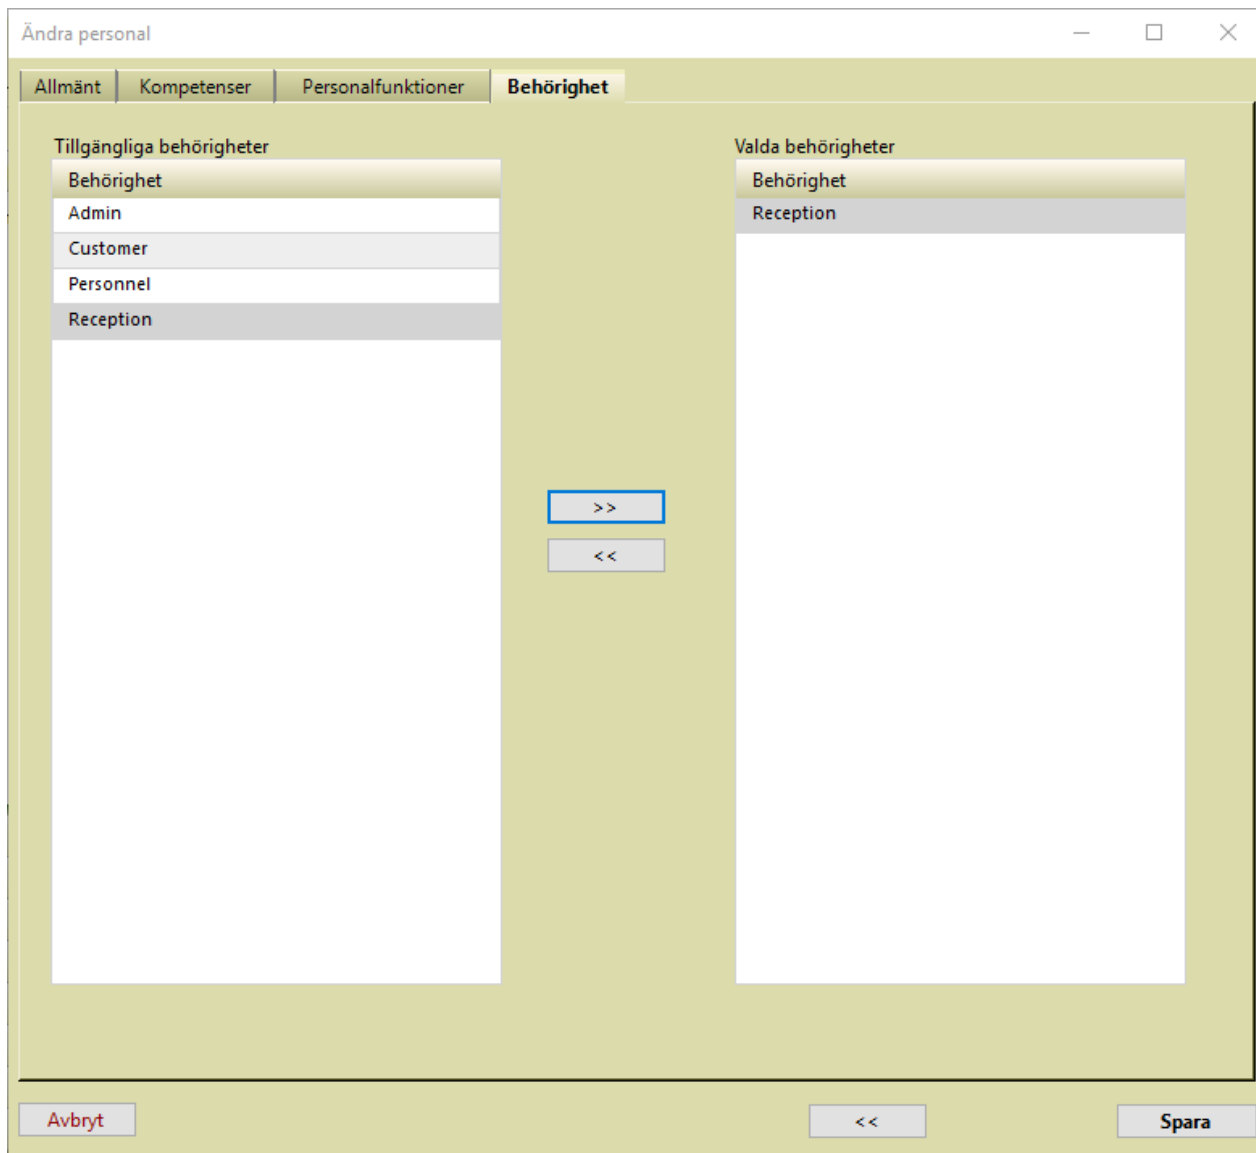 Ändra personal
Allmänt Kompetenser Personalfunktioner Behörighet
Tillgängliga behörigheter
Behörighet
Admin
Customer
Personnel
Reception
>>
<<
Valda behörigheter
Behörighet
Reception
Avbryt << Spara